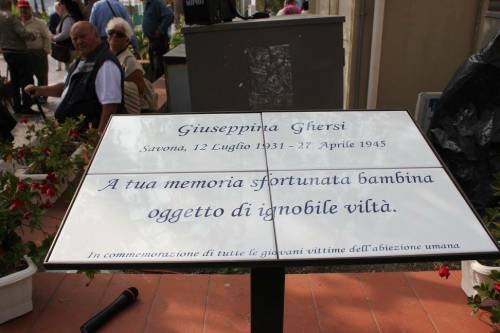 Giuseppina Ghersi
Savona, 12 Luglio 1931 - 27 Aprile 1945
A tua memoria sfortunata bambina
oggetto di ignobile viltà.
In commemorazione di tutte le giovani vittime dell'abiezione umana